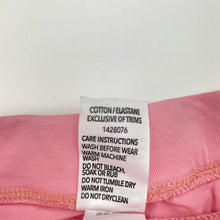 COTTON/ELASTANE
EXCLUSIVE OF TRIMS
1428076
CARE INSTRUCTIONS
WASH BEFORE WEAR
WARM MACHINE
WASH
DO NOT BLEACH,
SOAK OR RUB
DO NOT TUMBLE DRY
WARM IRON
DO NOT DRYCLEAN